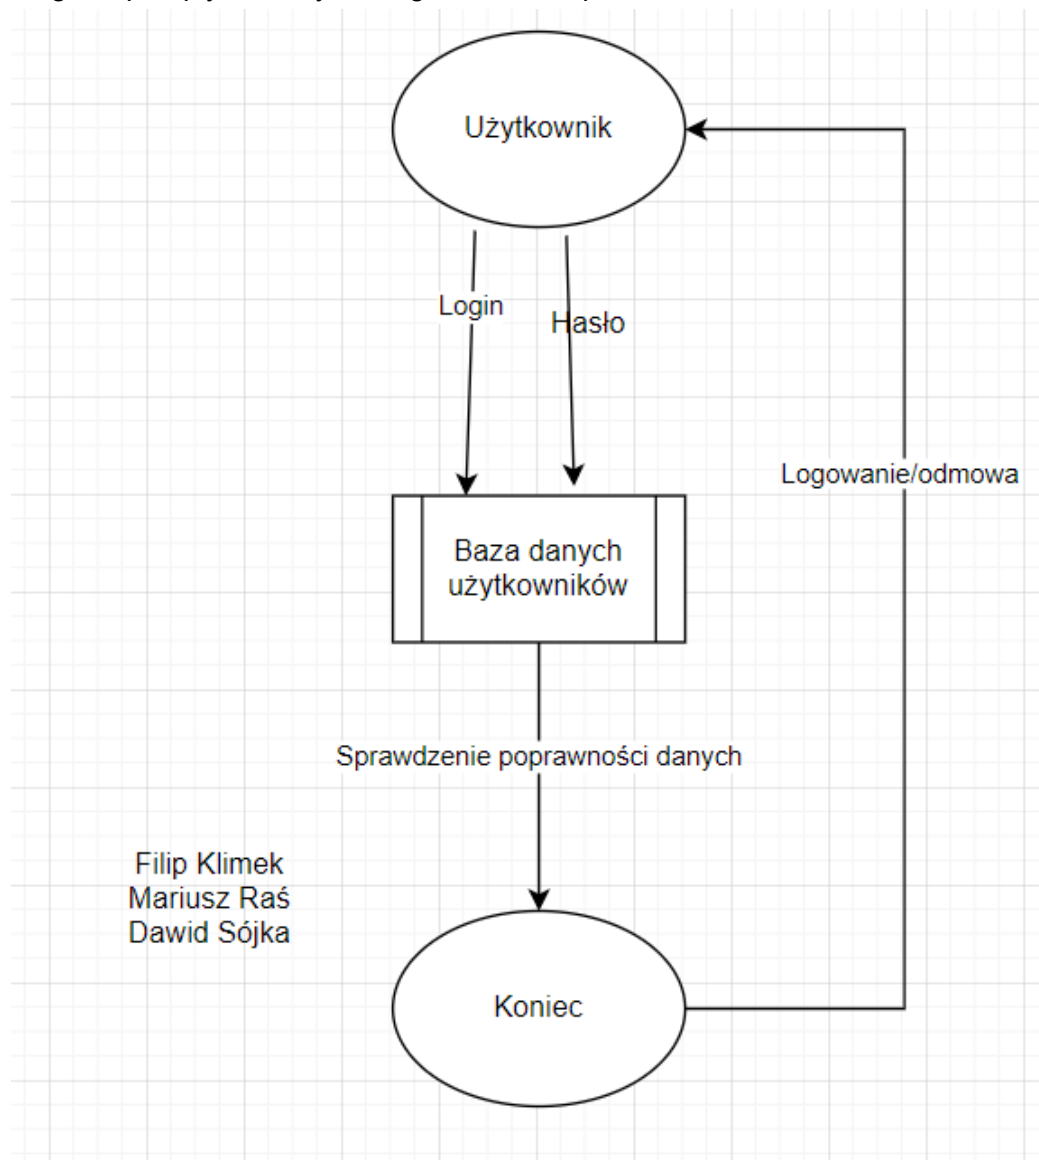 Użytkownik
Login
Hasło
Logowanie/odmowa
Baza danych
użytkowników
Sprawdzenie poprawności danych
Filip Klimek
Mariusz Raś
Dawid Sójka
Koniec